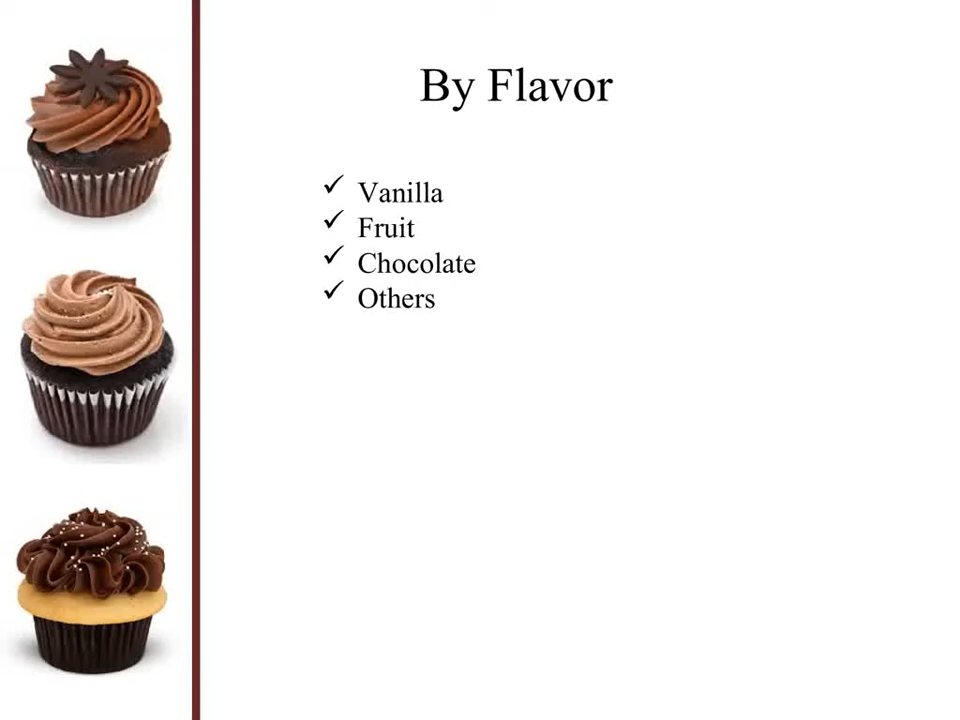 By Flavor
✓ Vanilla
✓ Fruit
✓ Chocolate
✓ Others